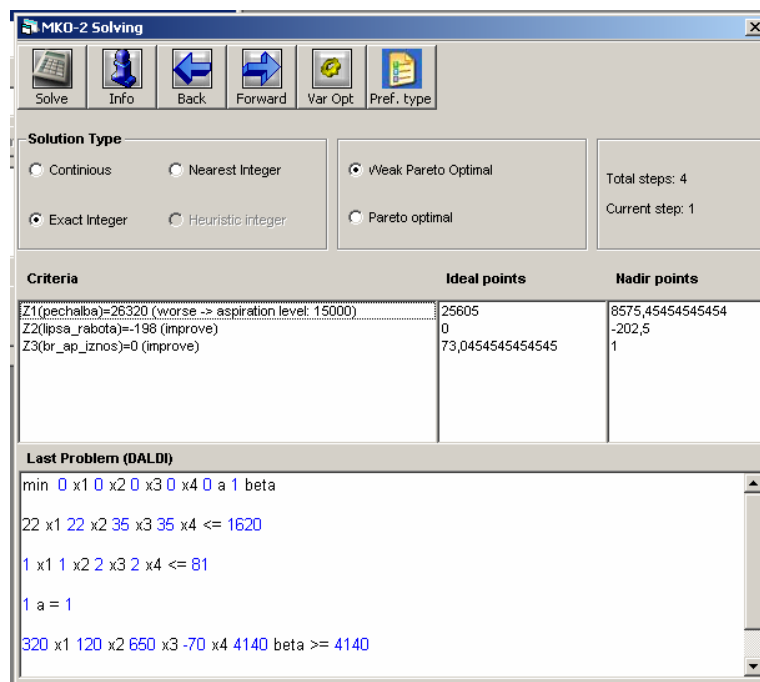 MKO-2 Solving
Solve Info Back Forward Var Opt Pref. type
Solution Type
Continious Nearest Integer
Exact Integer Heuristic integer
Weak Pareto Optimal
Pareto optimal
Total steps: 4
Current step: 1
Criteria Ideal points Nadir points
Z1(pechalba)=26320 (worse -> aspiration level: 15000) 25605 8575,45454545454
Z2(lipsa_rabota)=-198 (improve) 0 -202,5
Z3(br_ap_iznos)=0 (improve) 73,0454545454545 1
Last Problem (DALDI)
min 0 x1 0 x2 0 x3 0 x4 0 a 1 beta
22 x1 22 x2 35 x3 35 x4 <= 1620
1 x1 1 x2 2 x3 2 x4 <= 81
1 a = 1
320 x1 120 x2 650 x3 -70 x4 4140 beta >= 4140